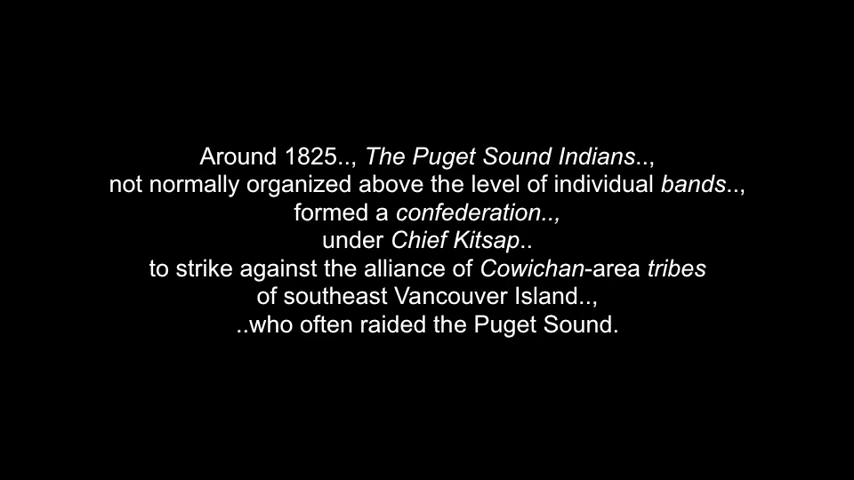 Around 1825.., The Puget Sound Indians..,
not normally organized above the level of individual bands..,
formed a confederation..,
under Chief Kitsap..
to strike against the alliance of Cowichan-area tribes
of southeast Vancouver Island..,
..who often raided the Puget Sound.